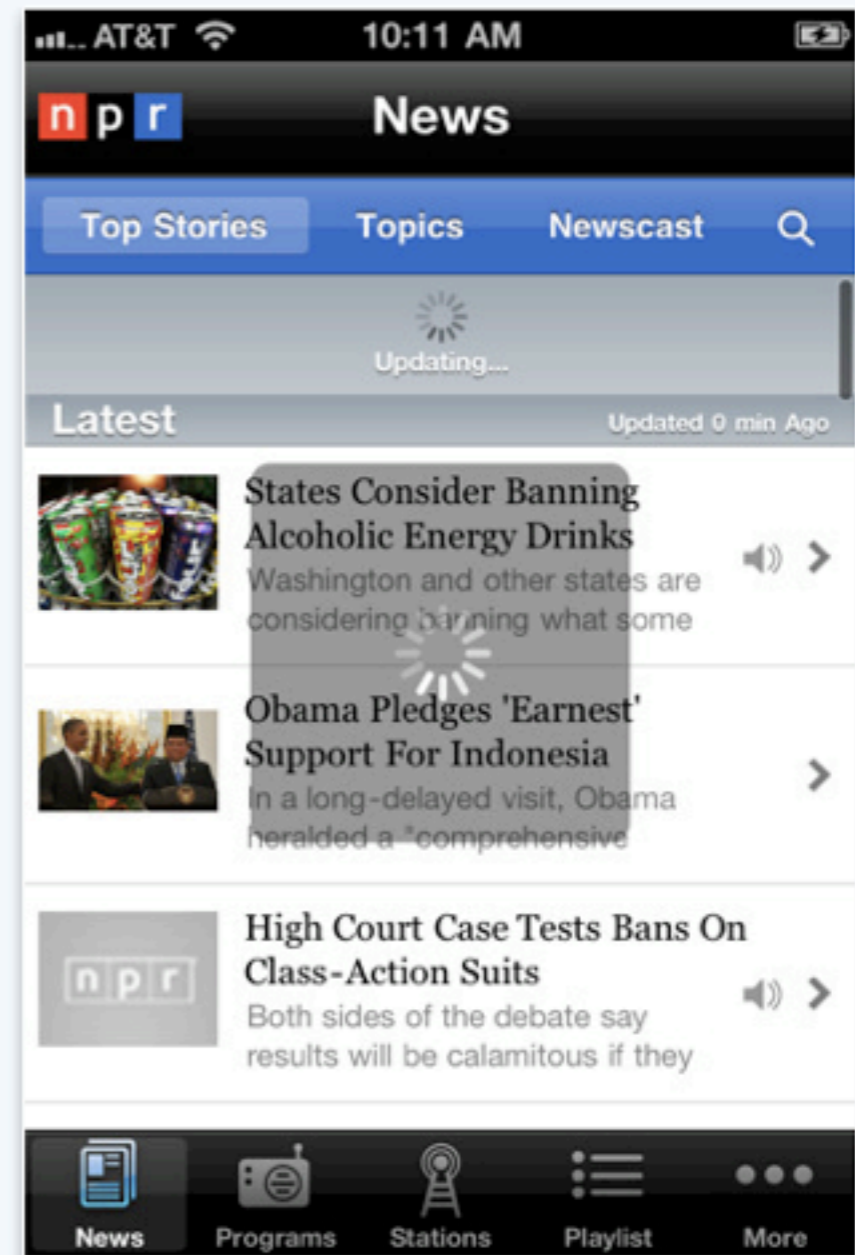 AT&T 10:11 AM
npr News
Top Stories Topics Newscast
Updating...
Latest Updated 0 min Ago
States Consider Banning
Alcoholic Energy Drinks
Washington and other states are
considering banning what some
Obama Pledges 'Earnest'
Support For Indonesia
In a long-delayed visit, Obama
heralded a "comprehensive
npr
High Court Case Tests Bans On
Class-Action Suits
Both sides of the debate say
results will be calamitous if they
News Programs Stations Playlist More